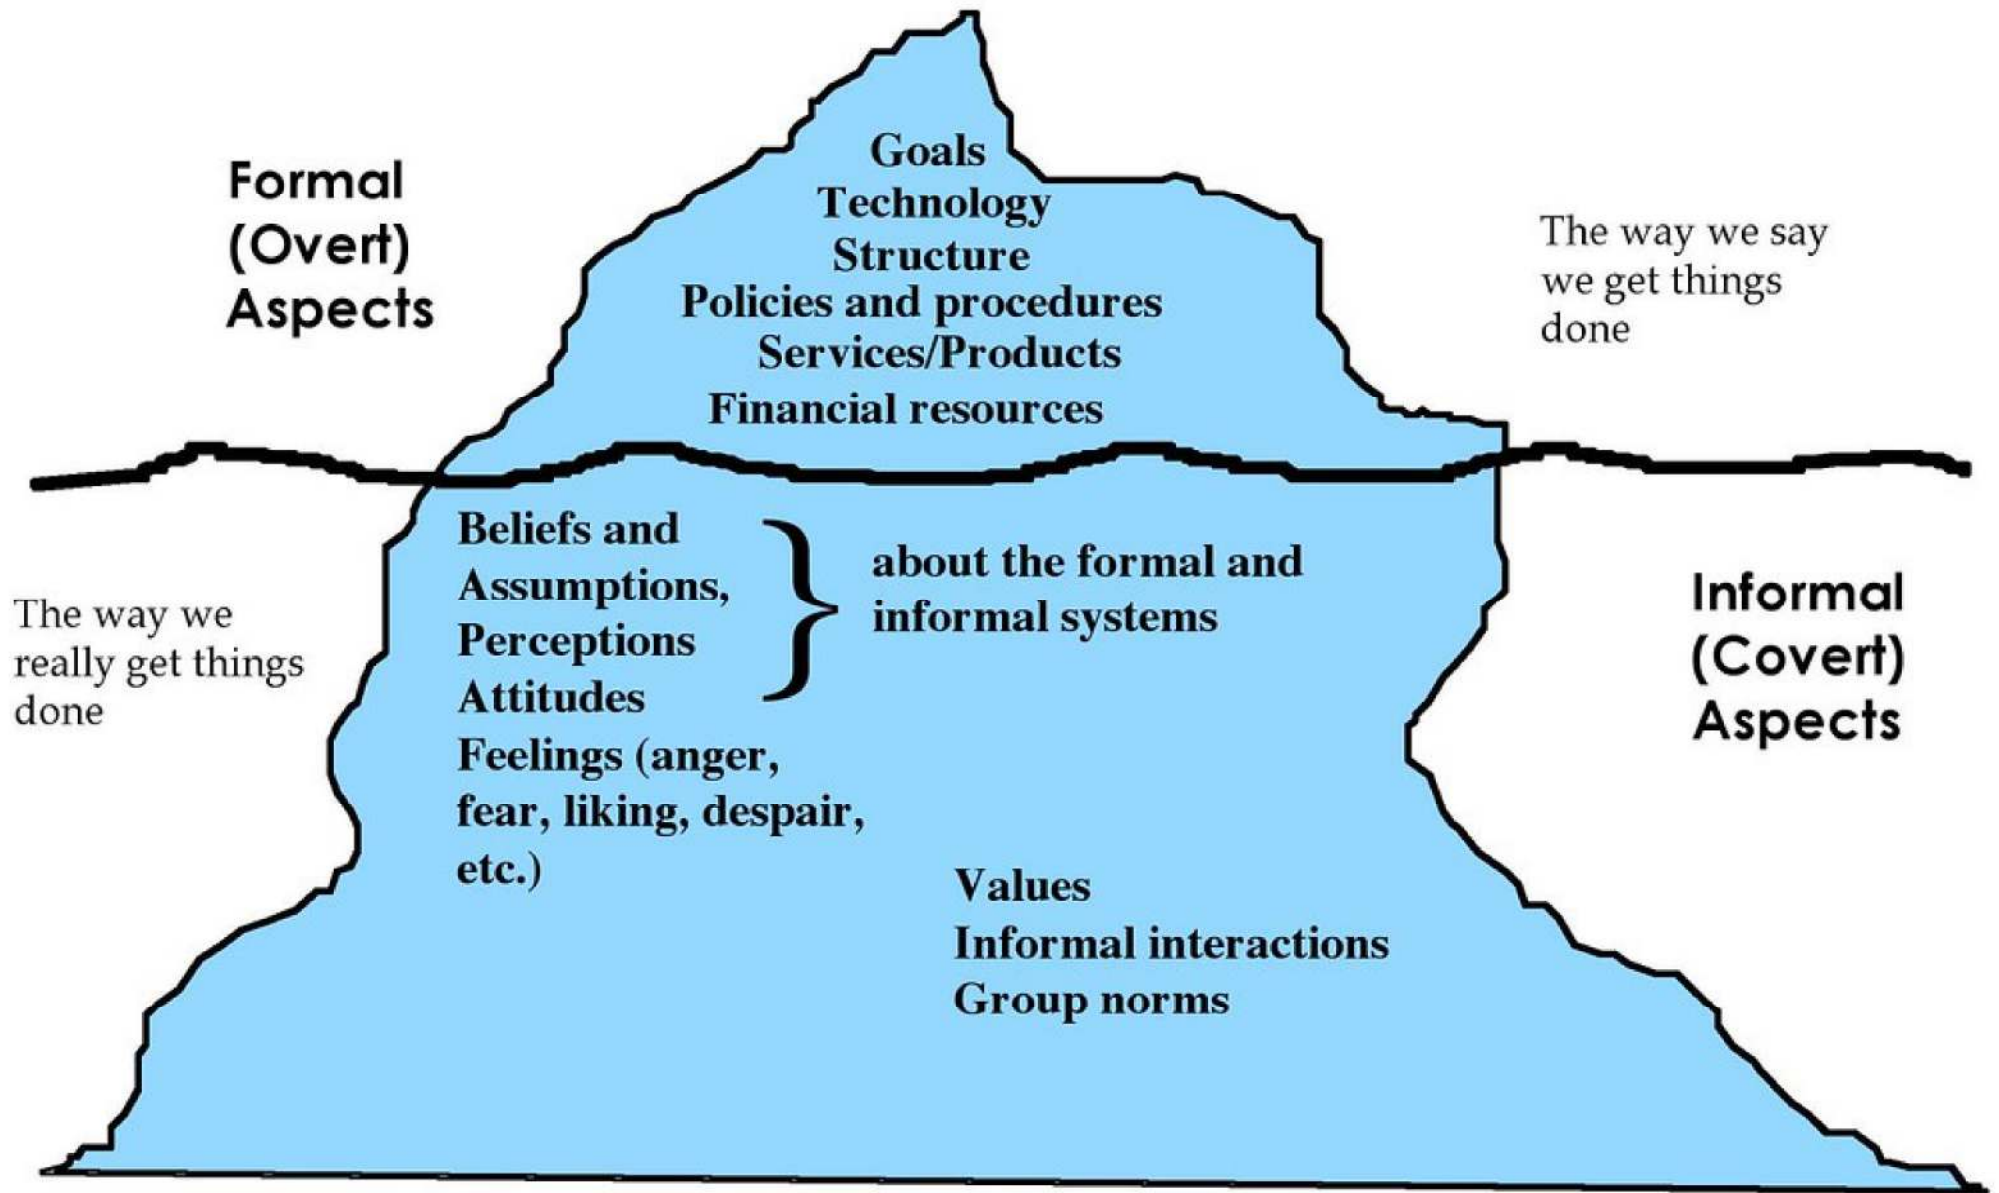 Formal
(Overt)
Aspects
Goals
Technology
Structure
Policies and procedures
Services/Products
Financial resources
The way we say
we get things
done
The way we
really get things
done
Beliefs and
Assumptions,
Perceptions
Attitudes
Feelings (anger,
fear, liking, despair,
etc.)
about the formal and
informal systems
Values
Informal interactions
Group norms
Informal
(Covert)
Aspects